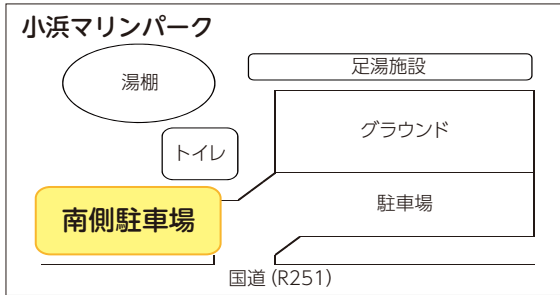 小浜マリンパーク
湯棚
足湯施設
グラウンド
トイレ
駐車場
南側駐車場
国道 (R251)